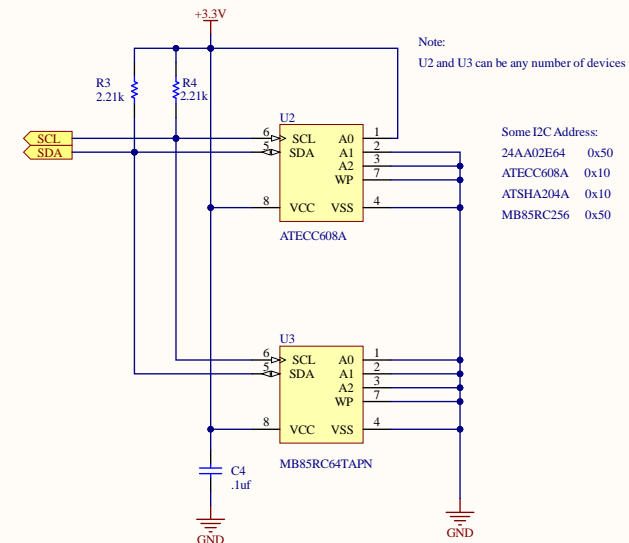 +3.3V
Note:
U2 and U3 can be any number of devices
R3
2.21k
R4
2.21k
SCL
SDA
U2
6 SCL A0 1
5 SDA A1 2
A2 3
WP 7
8 VCC VSS 4
ATECC608A
Some I2C Address:
24AA02E64 0x50
ATECC608A 0x10
ATSHA204A 0x10
MB85RC256 0x50
U3
6 SCL A0 1
5 SDA A1 2
A2 3
WP 7
8 VCC VSS 4
MB85RC64TAPN
C4
.1uf
GND
GND